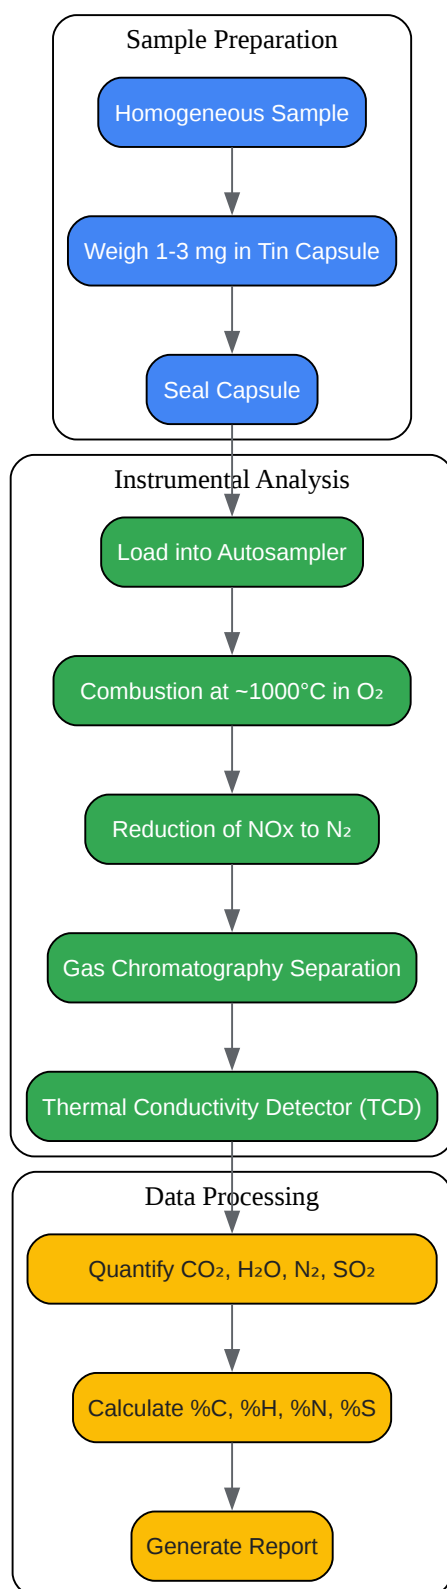 Sample Preparation
Homogeneous Sample
Weigh 1-3 mg in Tin Capsule
Seal Capsule
Instrumental Analysis
Load into Autosampler
Combustion at ~1000°C in O₂
Reduction of NOx to N₂
Gas Chromatography Separation
Thermal Conductivity Detector (TCD)
Data Processing
Quantify CO₂, H₂O, N₂, SO₂
Calculate %C, %H, %N, %S
Generate Report